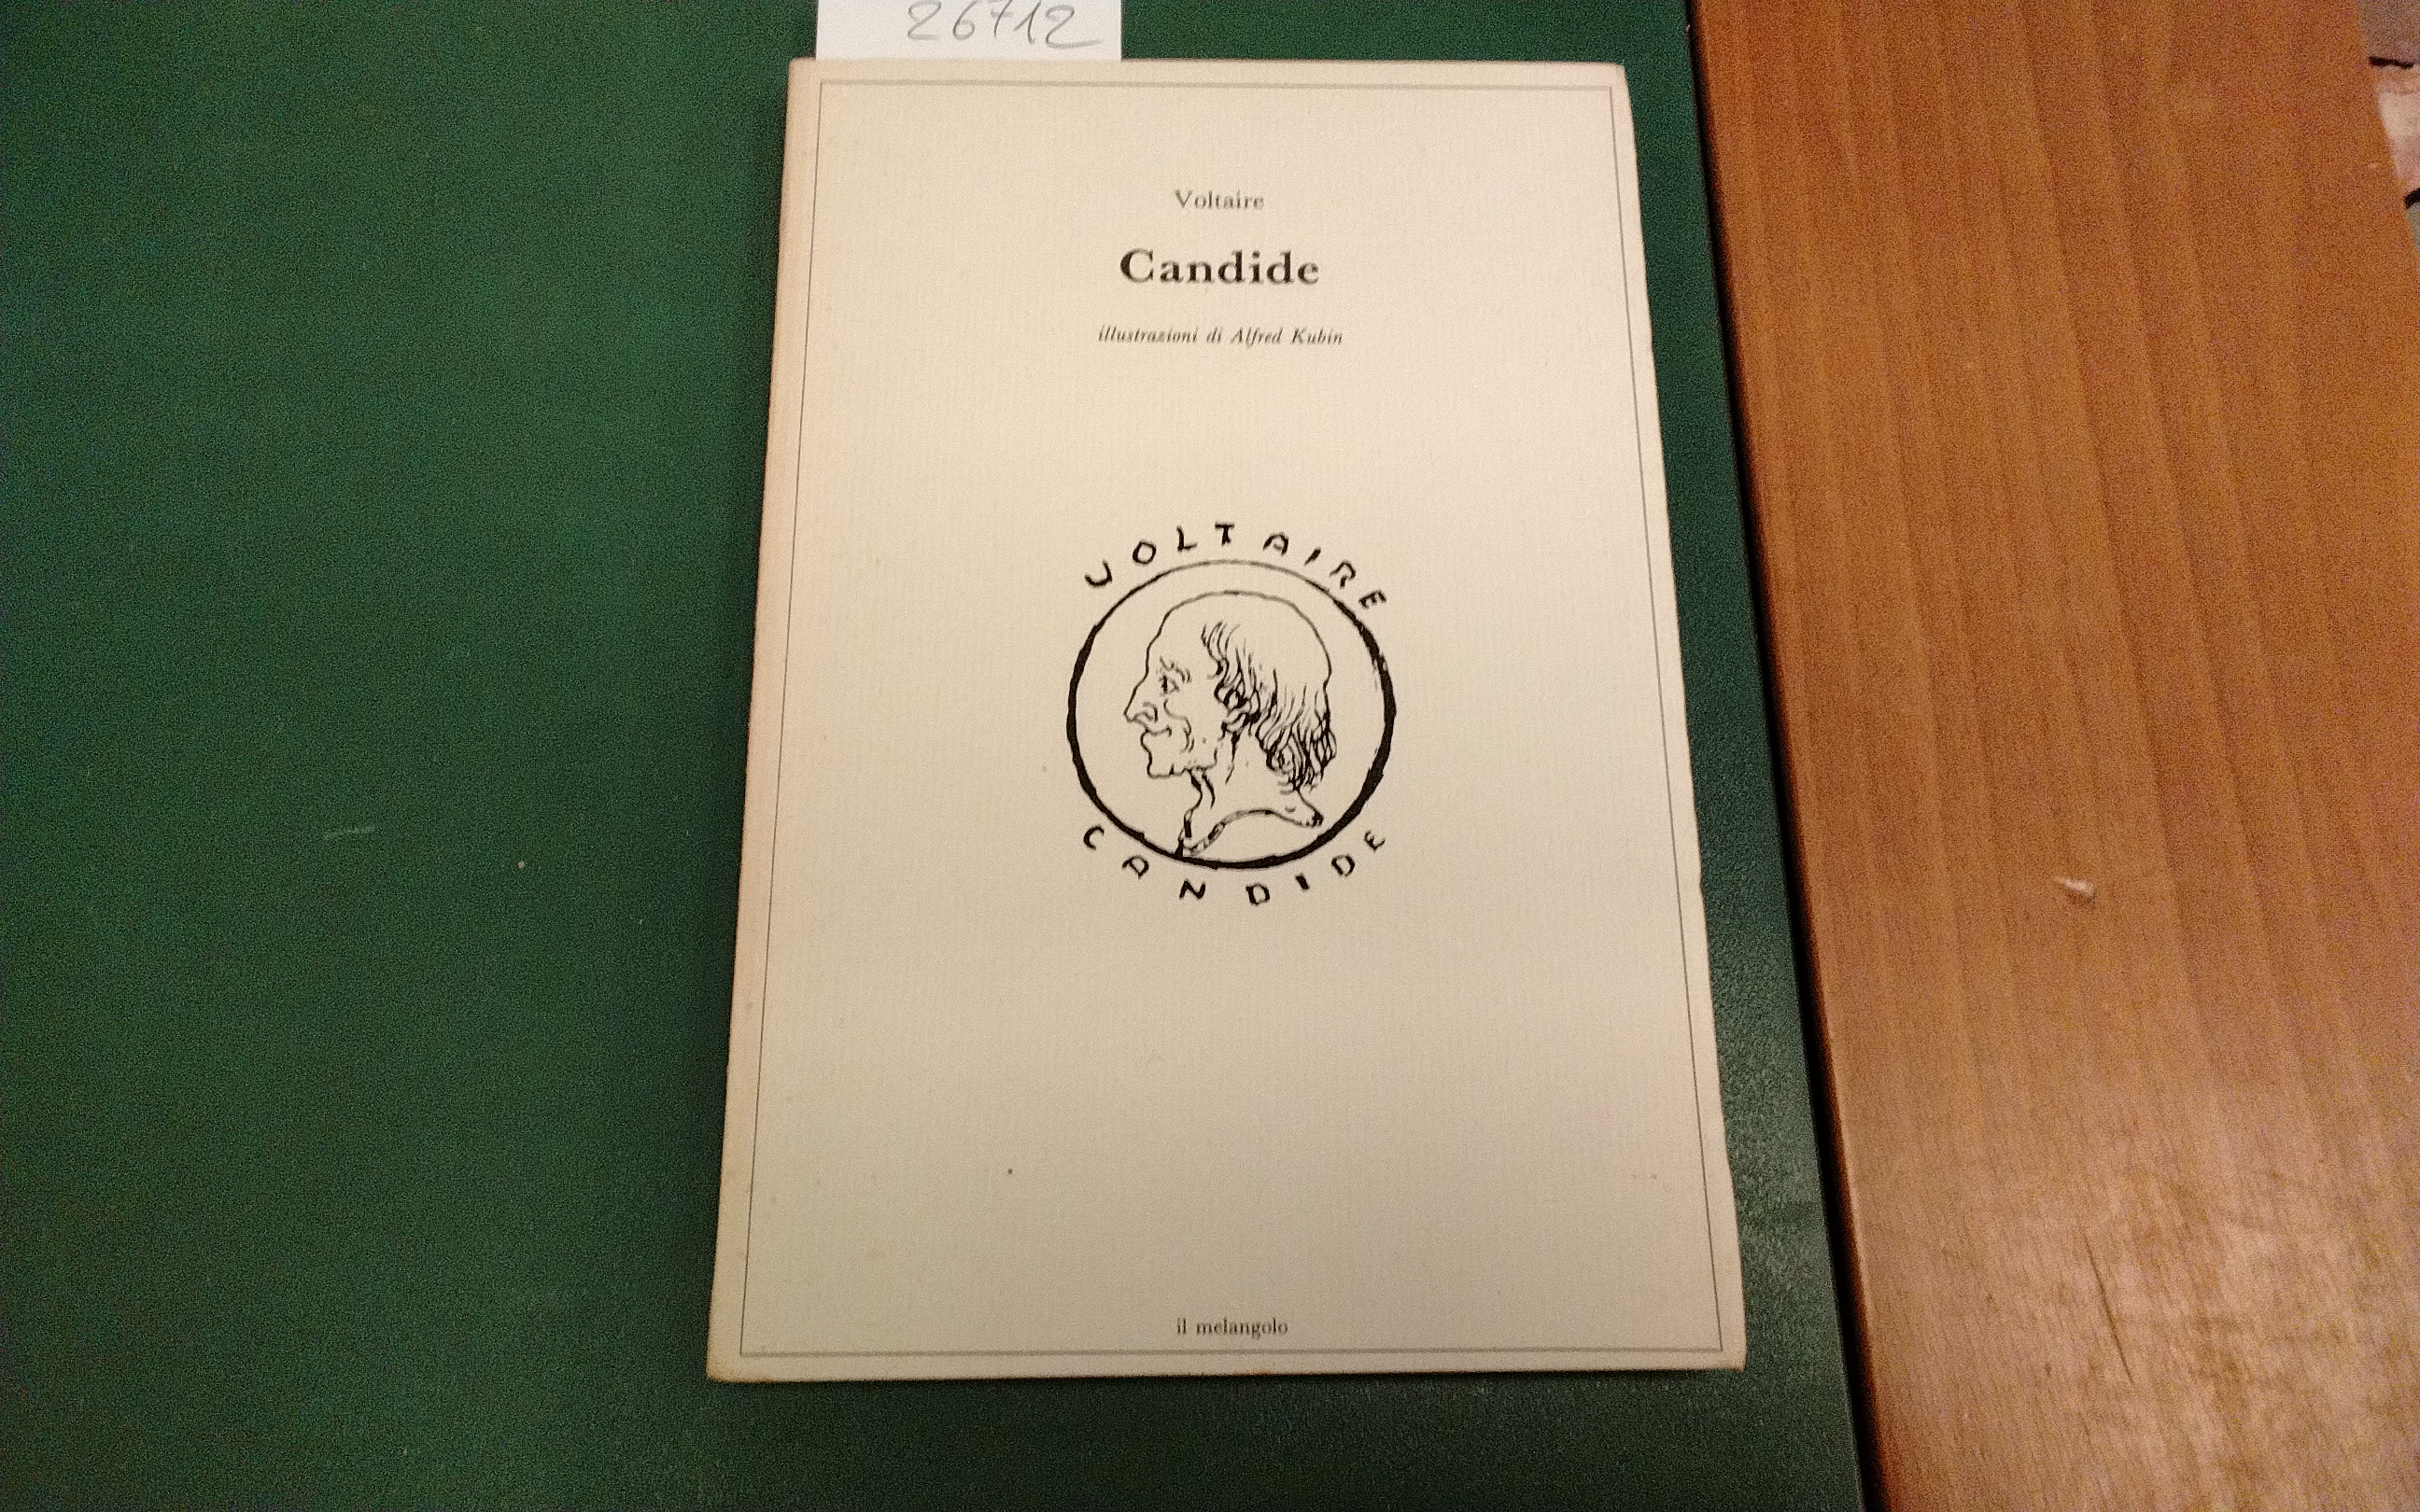 26712
Voltaire
Candide
illustrazioni di Alfred Kubin
VOLTAIRE
CANDIDE
il melangolo